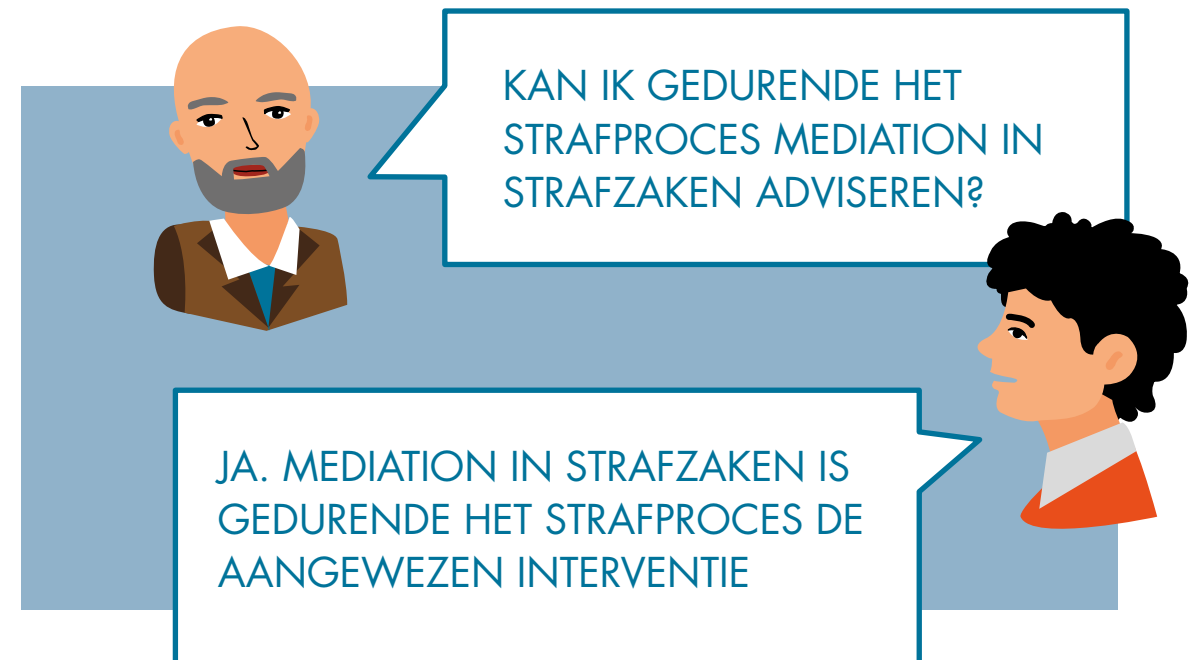 KAN IK GEDURENDE HET
STRAFPROCES MEDIATION IN
STRAFZAKEN ADVISEREN?
JA. MEDIATION IN STRAFZAKEN IS
GEDURENDE HET STRAFPROCES DE
AANGEWEZEN INTERVENTIE